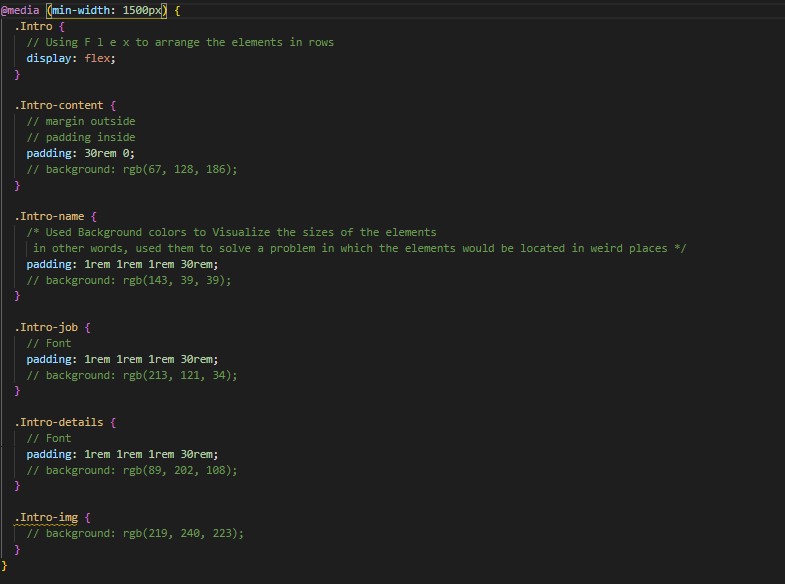 @media (min-width: 1500px) {
.Intro {
// Using F l e x to arrange the elements in rows
display: flex;
}
.Intro-content {
// margin outside
// padding inside
padding: 30rem 0;
// background: rgb(67, 128, 186);
}
.Intro-name {
/* Used Background colors to Visualize the sizes of the elements
in other words, used them to solve a problem in which the elements would be located in weird places */
padding: 1rem 1rem 1rem 30rem;
// background: rgb(143, 39, 39);
}
.Intro-job {
// Font
padding: 1rem 1rem 1rem 30rem;
// background: rgb(213, 121, 34);
}
.Intro-details {
// Font
padding: 1rem 1rem 1rem 30rem;
// background: rgb(89, 202, 108);
}
.Intro-img {
// background: rgb(219, 240, 223);
}
}